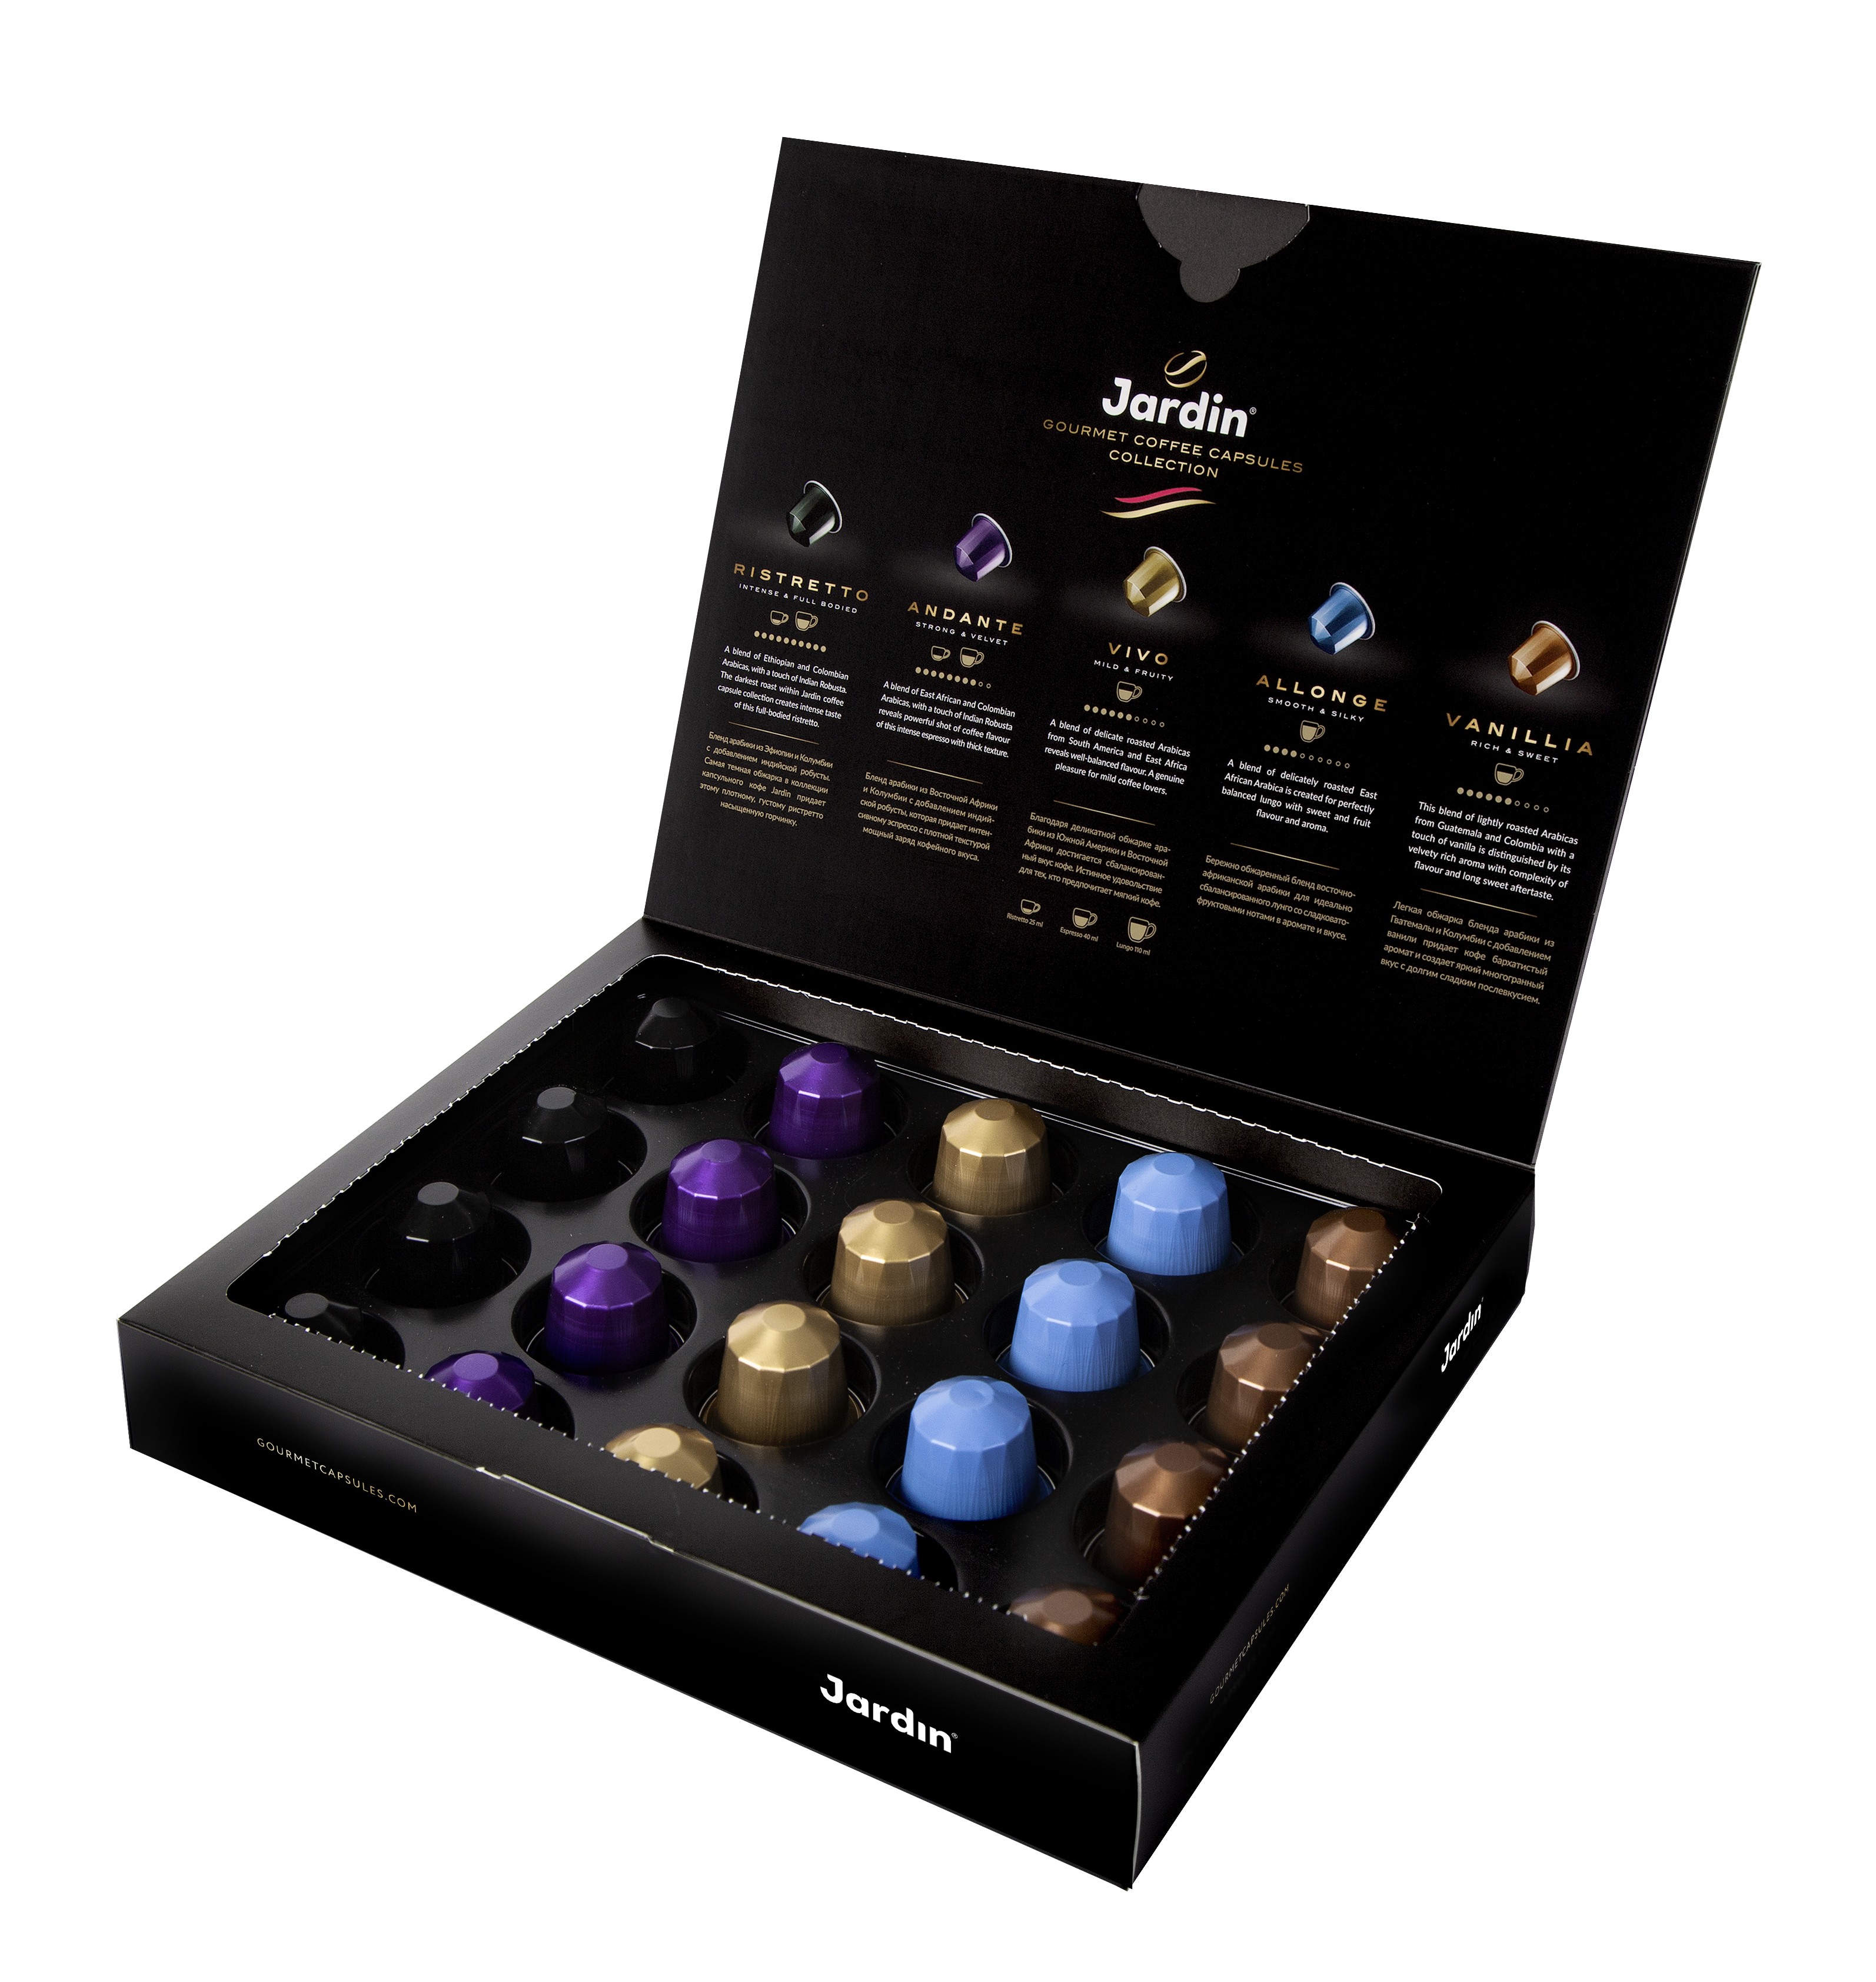 Jardin®
GOURMET COFFEE CAPSULES
COLLECTION
RISTRETTO
INTENSE & FULL BODIED
A blend of Ethiopian and Colombian
Arabicas, with a touch of Indian Robusta.
The darkest roast within Jardin coffee
capsule collection creates intense taste
of this full-bodied ristretto.
Бленд арабики из Эфиопии и Колумбии
с добавлением индийской робусты.
Самая темная обжарка в коллекции
капсульного кофе Jardin придает
этому плотному, густому ристретто
насыщенную горчинку.
ANDANTE
STRONG & VELVET
A blend of East African and Colombian
Arabicas, with a touch of Indian Robusta
reveals powerful shot of coffee flavour
of this intense espresso with thick texture.
Бленд арабики из Восточной Африки
и Колумбии с добавлением индий-
ской робусты, которая придает интен-
сивному эспрессо с плотной текстурой
мощный заряд кофейного вкуса.
VIVO
MILD & FRUITY
A blend of delicate roasted Arabicas
from South America and East Africa
reveals well-balanced flavour. A genuine
pleasure for mild coffee lovers.
Благодаря деликатной обжарке ара-
бики из Южной Америки и Восточной
Африки достигается сбалансирован-
ный вкус кофе. Истинное удовольствие
для тех, кто предпочитает мягкий кофе.
Ristretto 25 ml
Espresso 40 ml
Lungo 110 ml
ALLONGE
SMOOTH & SILKY
A blend of delicately roasted East
African Arabica is created for perfectly
balanced lungo with sweet and fruit
flavour and aroma.
Бережно обжаренный бленд восточно-
африканской арабики для идеально
сбалансированного лунго со сладковато-
фруктовыми нотами в аромате и вкусе.
VANILLIA
RICH & SWEET
This blend of lightly roasted Arabicas
from Guatemala and Colombia with a
touch of vanilla is distinguished by its
velvety rich aroma with complexity of
flavour and long sweet aftertaste.
Легкая обжарка бленда арабики из
Гватемалы и Колумбии с добавлением
ванили придает кофе бархатистый
аромат и создает яркий многогранный
вкус с долгим сладким послевкусием.
Jardin
GOURMETCAPSULES.COM
GOURMETCAPSULES.COM
Jardin®